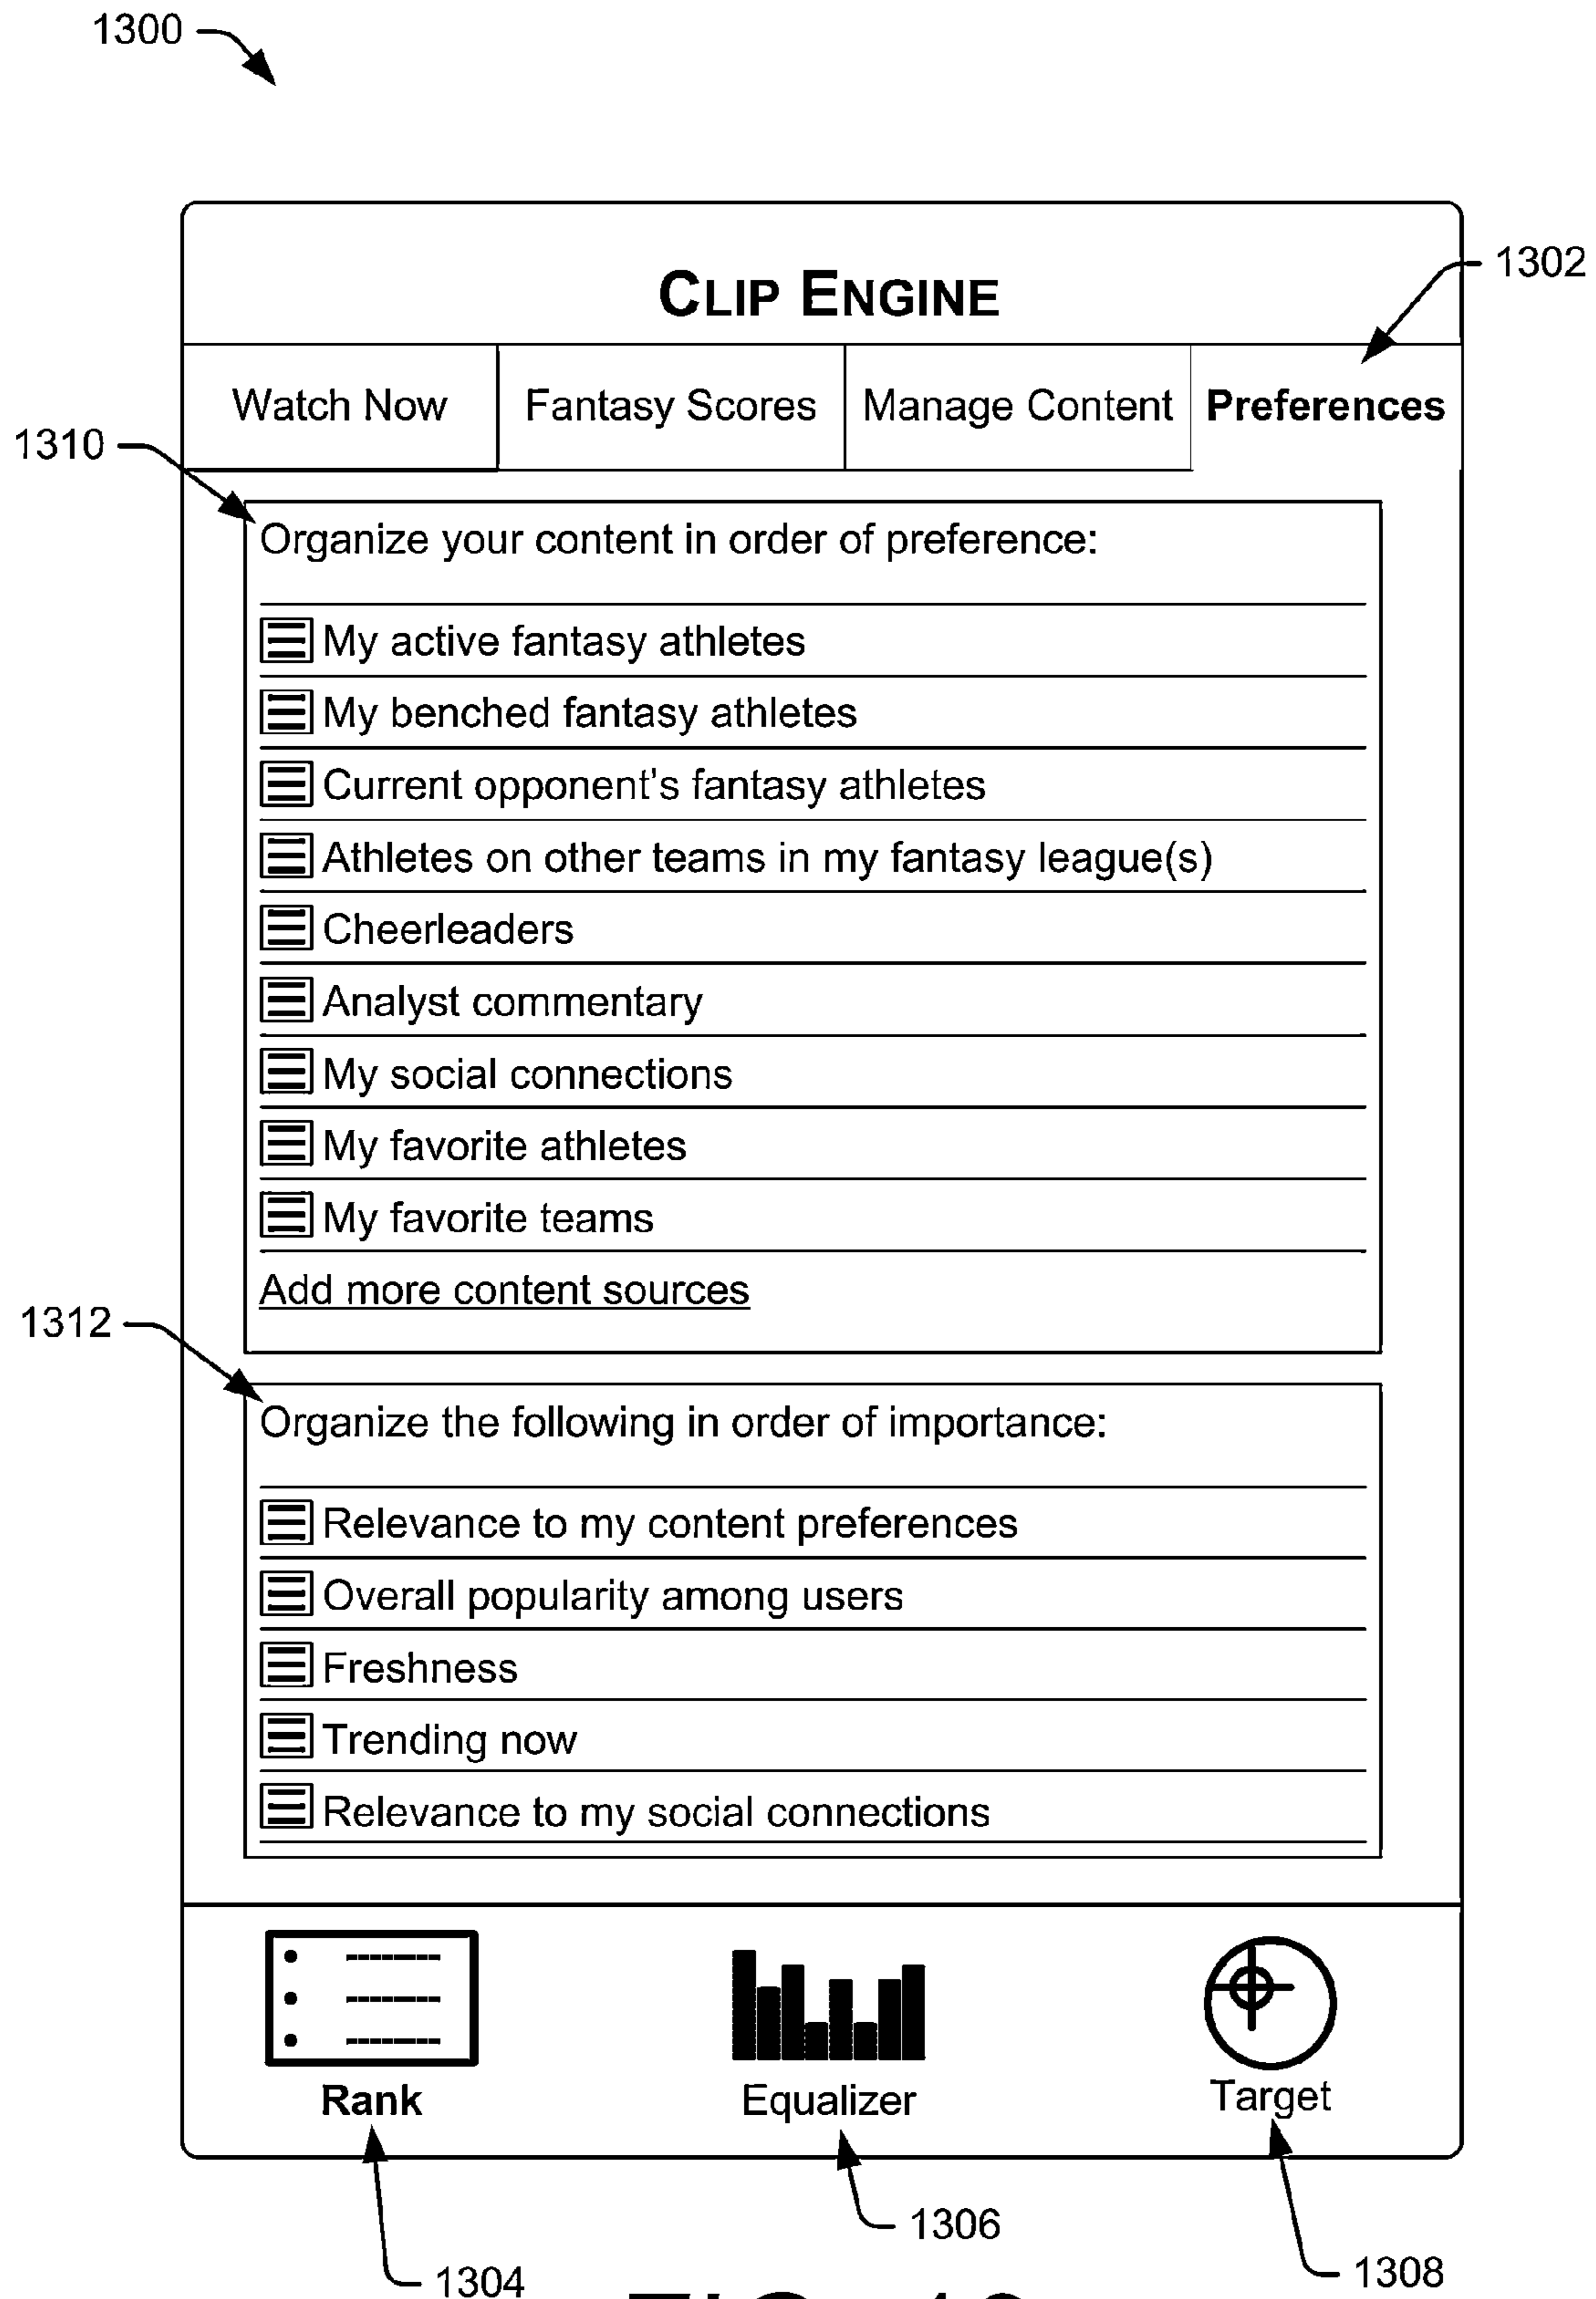 1300
CLIP ENGINE
1302
Watch Now Fantasy Scores Manage Content Preferences
1310
Organize your content in order of preference:
My active fantasy athletes
My benched fantasy athletes
Current opponent's fantasy athletes
Athletes on other teams in my fantasy league(s)
Cheerleaders
Analyst commentary
My social connections
My favorite athletes
My favorite teams
Add more content sources
1312
Organize the following in order of importance:
Relevance to my content preferences
Overall popularity among users
Freshness
Trending now
Relevance to my social connections
Rank Equalizer Target
1306
1304 1308